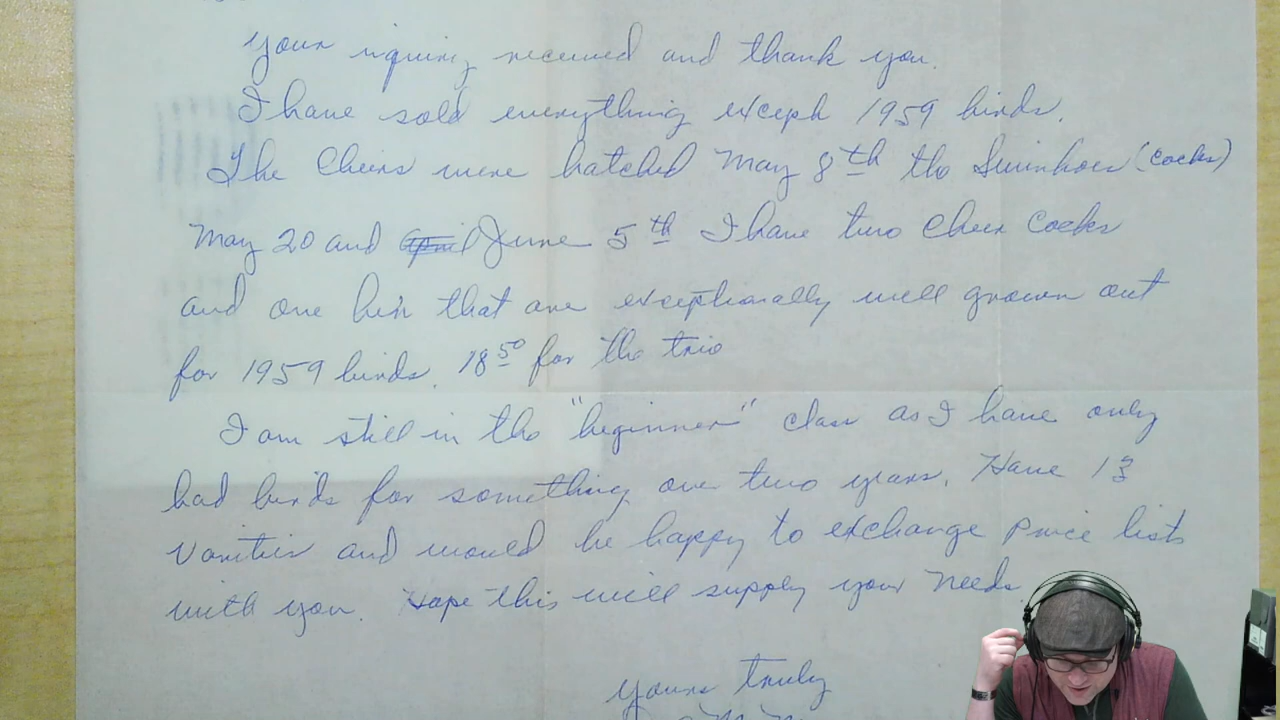 Your inquiry received and thank you.
I have sold everything except 1959 birds.
The Cheers were hatched May 8th the Swinhoes (cocks)
May 20 and April June 5th I have two Cheer Cocks
and one hen that are exceptionally well grown out
for 1959 birds. 18 50 for the trio
I am still in the "beginner" class as I have only
had birds for something over two years. Have 13
varities and would be happy to exchange price lists
with you. Hope this will supply your needs.
Yours truly